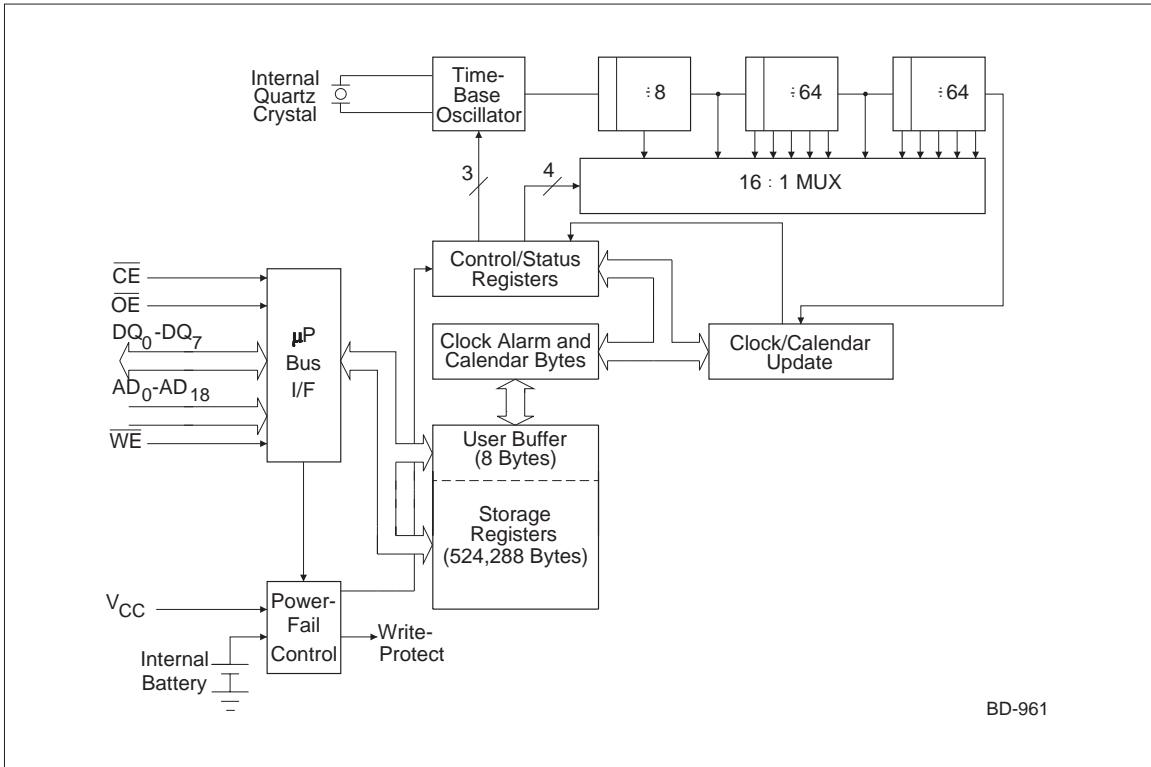 Internal
Quartz
Crystal
Time-
Base
Oscillator
÷8
÷64
÷64
3
4
16 : 1 MUX
Control/Status
Registers
CE
OE
DQ0-DQ7
AD0-AD18
WE
µP
Bus
I/F
Clock Alarm and
Calendar Bytes
Clock/Calendar
Update
User Buffer
(8 Bytes)
Storage
Registers
(524,288 Bytes)
VCC
Power-
Fail
Control
Write-
Protect
Internal
Battery
BD-961